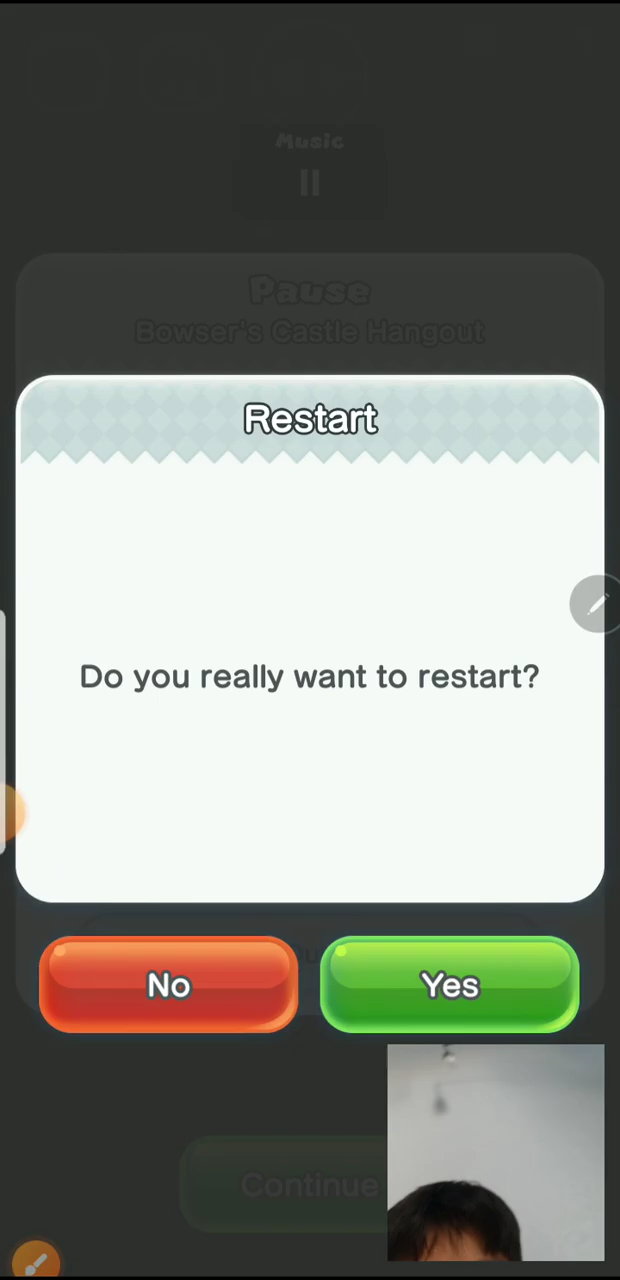 Music
Pause
Bowser's Castle Hangout
Restart
Do you really want to restart?
No
Yes
Continue